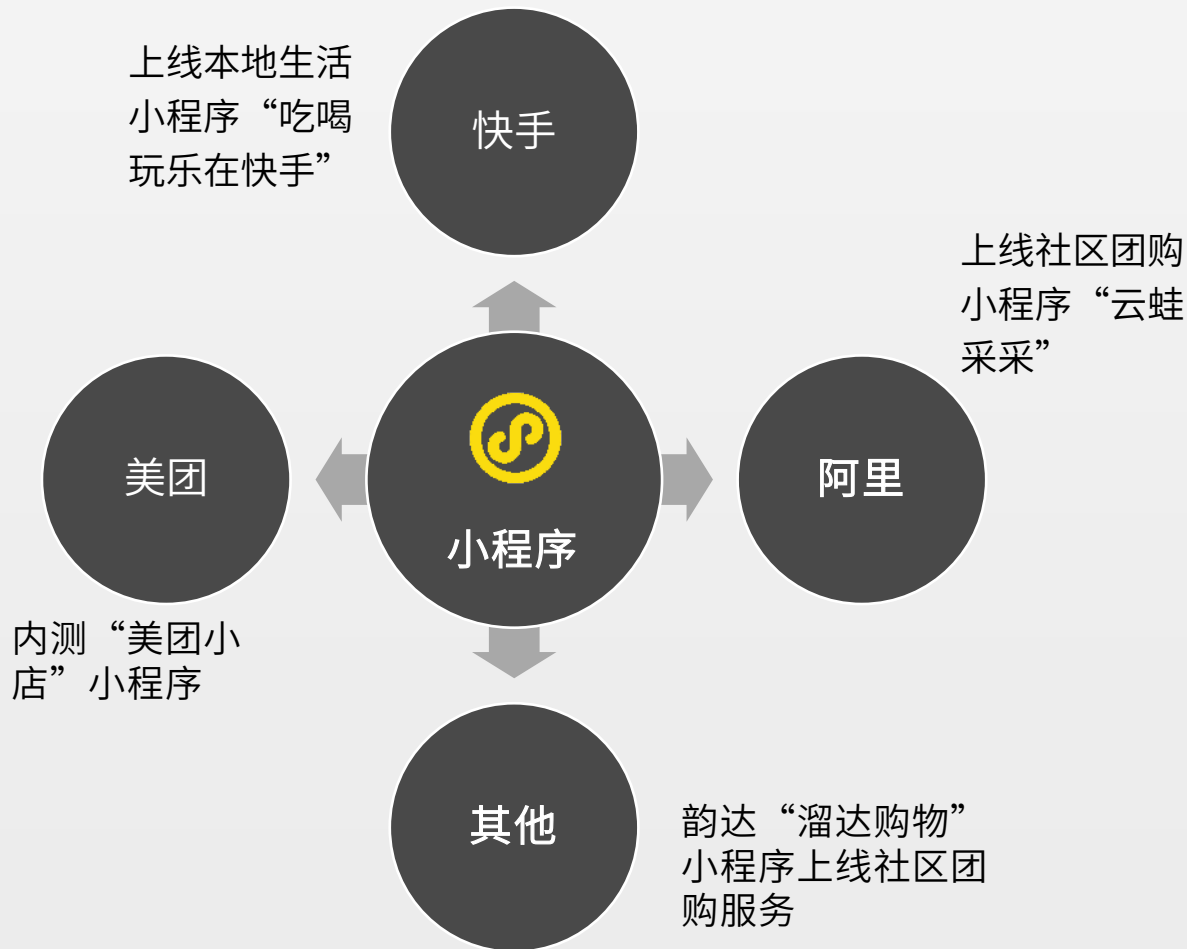 上线本地生活
小程序“吃喝
玩乐在快手”
快手
上线社区团购
小程序“云蛙
采采”
美团
小程序
阿里
内测“美团小
店”小程序
其他
韵达“溜达购物”
小程序上线社区团
购服务